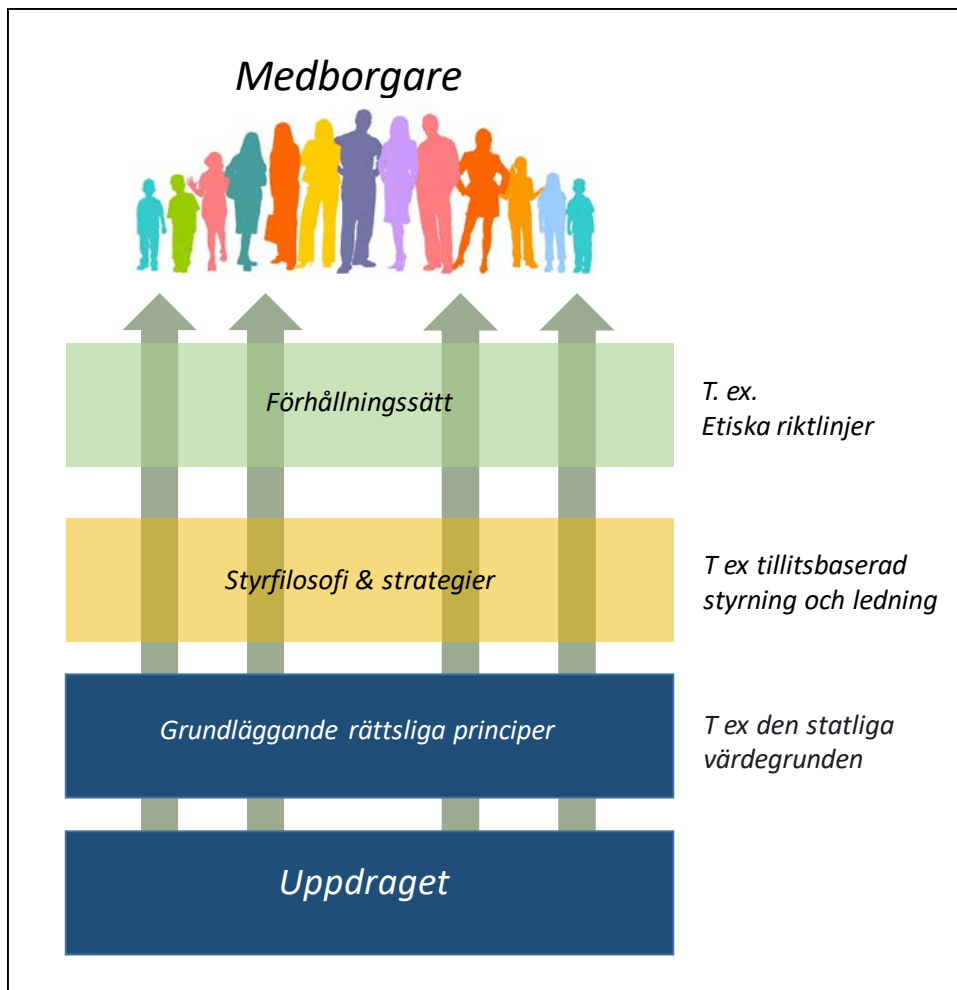 Medborgare
Förhållningssätt
T. ex.
Etiska riktlinjer
Styrfilosofi & strategier
T ex tillitsbaserad
styrning och ledning
Grundläggande rättsliga principer
T ex den statliga
värdegrunden
Uppdraget